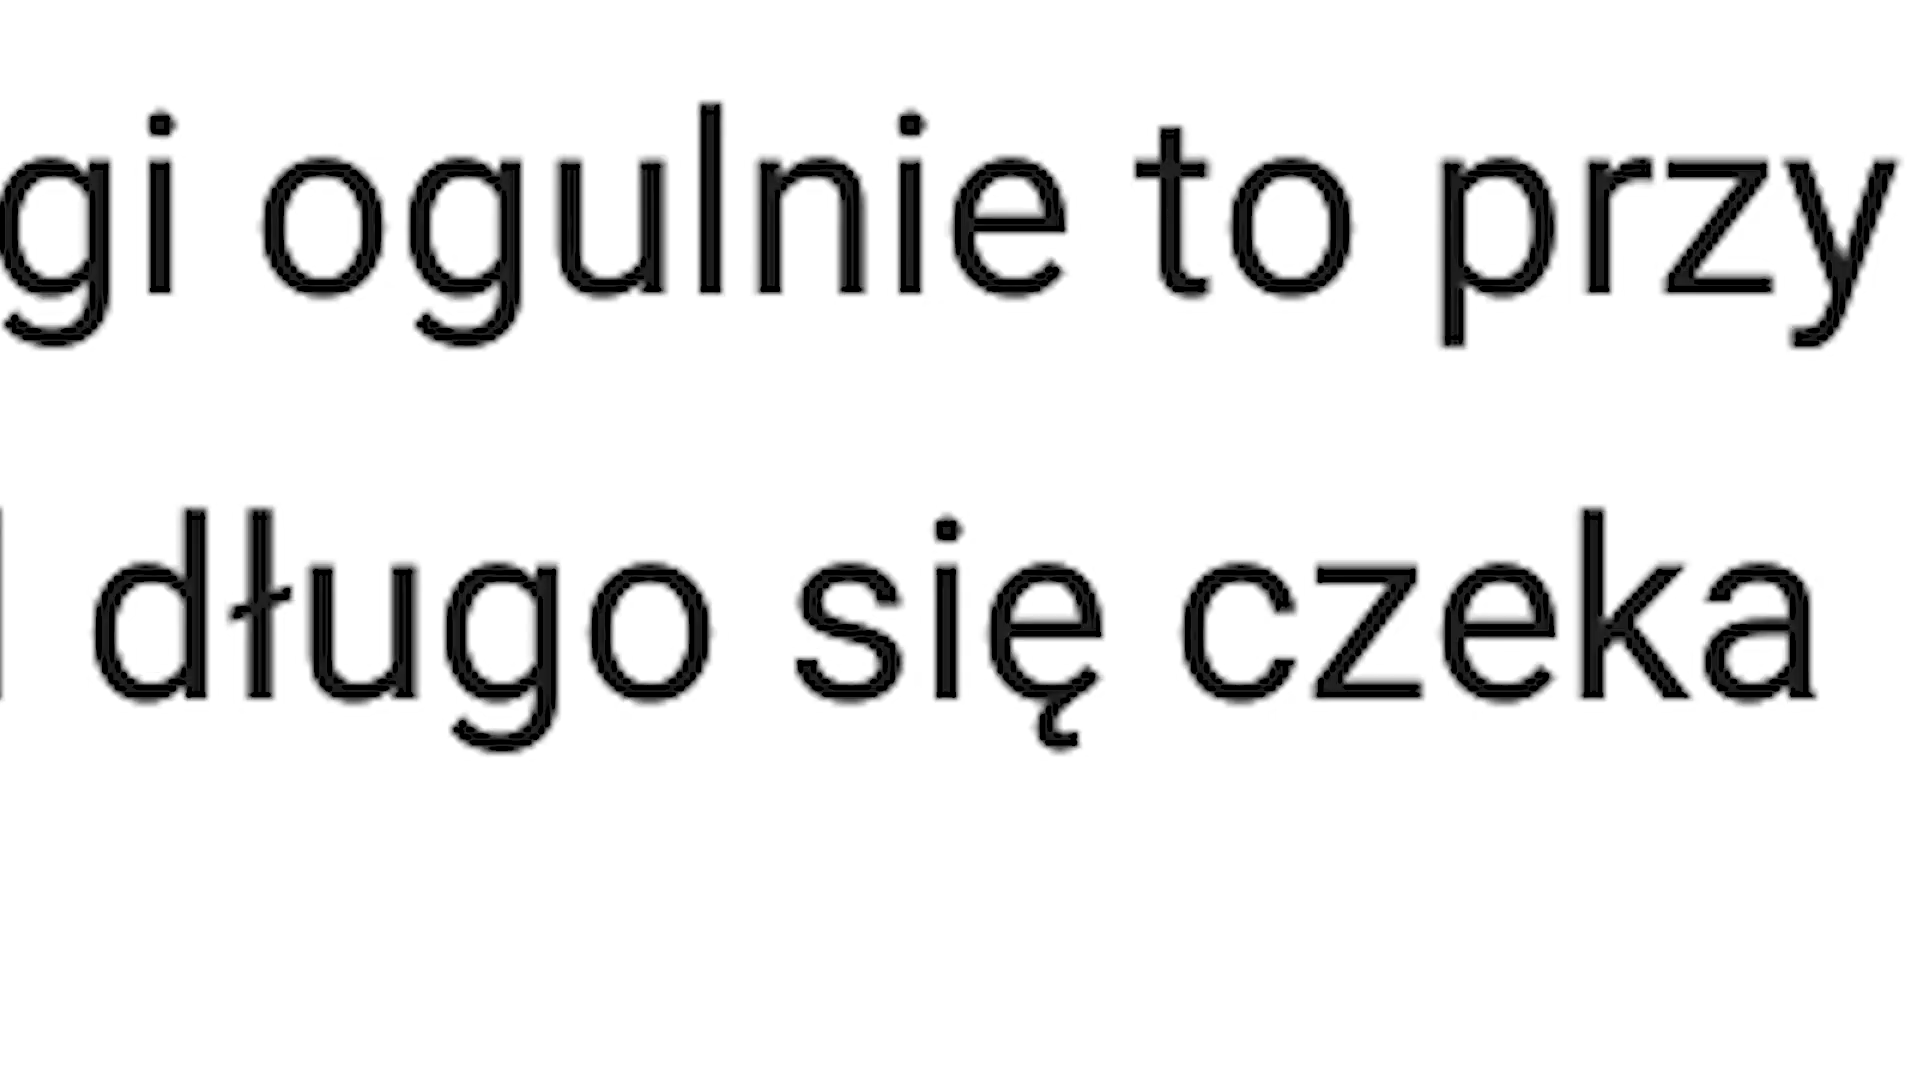 gi ogulnie to przy
długo się czeka